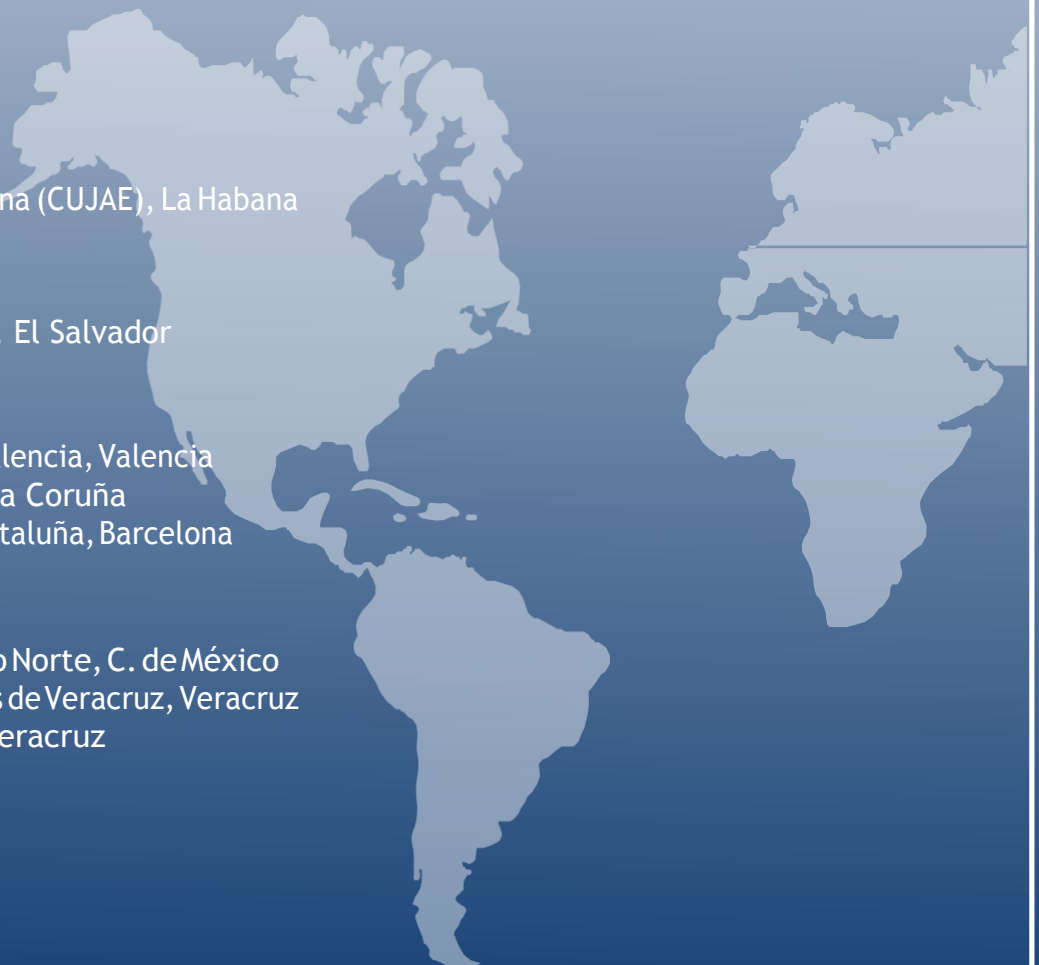 na (CUJAE), La Habana
El Salvador
lencia, Valencia
a Coruña
taluña, Barcelona
o Norte, C. de México
s de Veracruz, Veracruz
eracruz